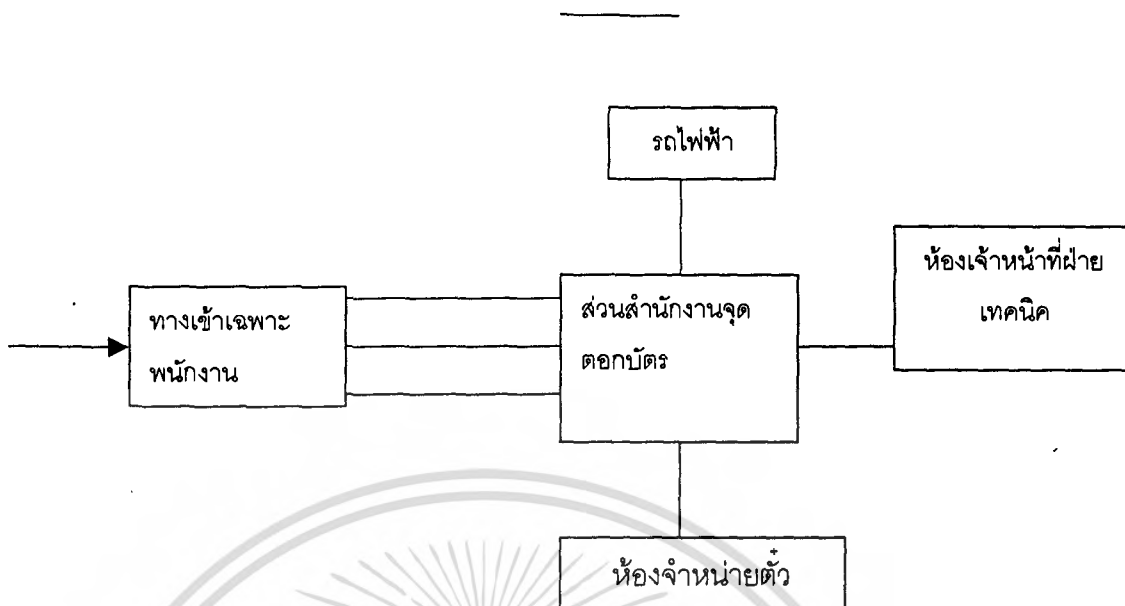 รถไฟฟ้า
ห้องเจ้าหน้าที่ฝ่าย
เทคนิค
ทางเข้าเฉพาะ
พนักงาน
ส่วนสำนักงานจุด
ตอกบัตร
ห้องจำหน่ายตั๋ว